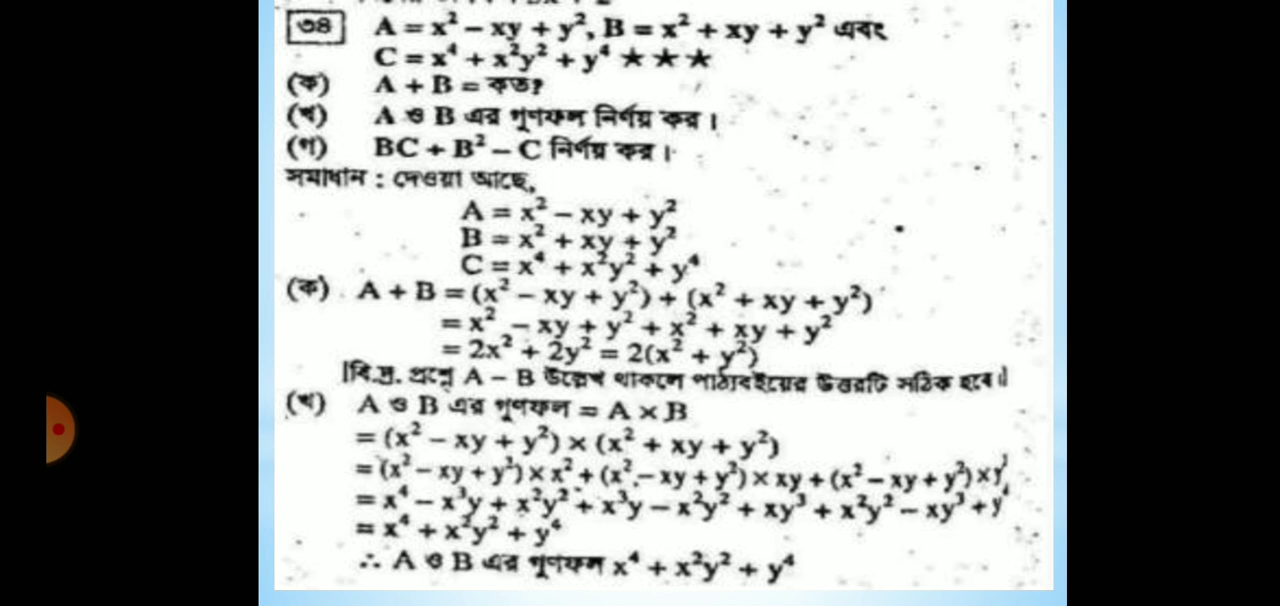 ৩৪ A = x² – xy + y², B = x² + xy + y² এবং
C = x⁴ + x²y² + y⁴ ★ ★ ★
(ক) A + B = কত?
(খ) A ও B এর গুণফল নির্ণয় কর।
(গ) BC + B² – C নির্ণয় কর।
সমাধান : দেওয়া আছে,
A = x² – xy + y²
B = x² + xy + y²
C = x⁴ + x²y² + y⁴
(ক) A + B = (x² – xy + y²) + (x² + xy + y²)
= x² – xy + y² + x² + xy + y²
= 2x² + 2y² = 2(x² + y²)
[বি.দ্র. প্রশ্নে A – B উল্লেখ থাকলে পাঠ্যবইয়ের উত্তরটি সঠিক হবে।]
(খ) A ও B এর গুণফল = A × B
= (x² – xy + y²) × (x² + xy + y²)
= (x² – xy + y²) × x² + (x² – xy + y²) × xy + (x² – xy + y²) × y²
= x⁴ – x³y + x²y² + x³y – x²y² + xy³ + x²y² – xy³ + y⁴
= x⁴ + x²y² + y⁴
∴ A ও B এর গুণফল x⁴ + x²y² + y⁴